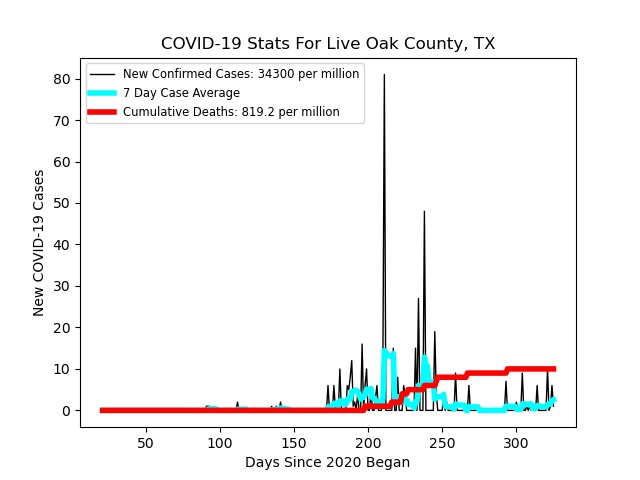 COVID-19 Stats For Live Oak County, TX
New Confirmed Cases: 34300 per million
7 Day Case Average
Cumulative Deaths: 819.2 per million
New COVID-19 Cases
80
70
60
50
40
30
20
10
0
50
100
150
200
250
300
Days Since 2020 Began